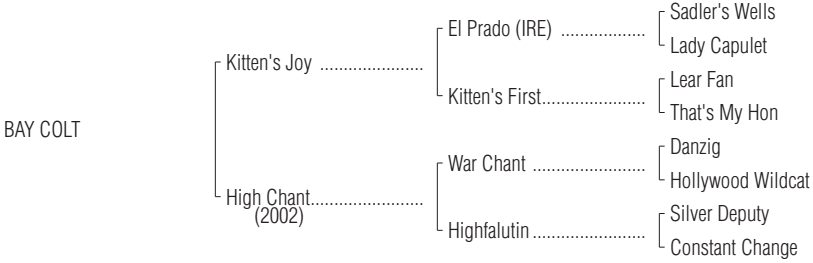 Sadler's Wells
El Prado (IRE) ...................
Lady Capulet
Kitten's Joy ......................
Lear Fan
Kitten's First......................
That's My Hon
BAY COLT
Danzig
War Chant ........................
Hollywood Wildcat
High Chant........................
(2002)
Silver Deputy
Highfalutin ........................
Constant Change